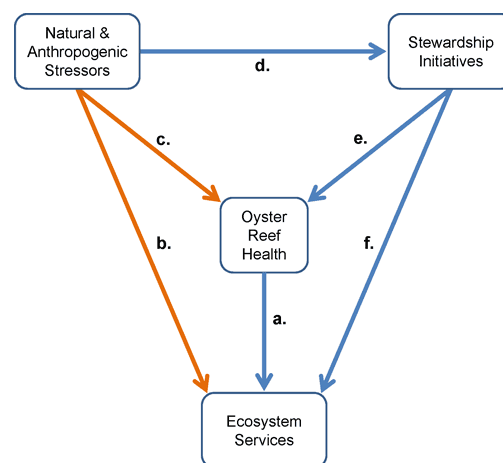 Natural &
Anthropogenic
Stressors
Stewardship
Initiatives
d.
c.
e.
Oyster
Reef
Health
b.
f.
a.
Ecosystem
Services